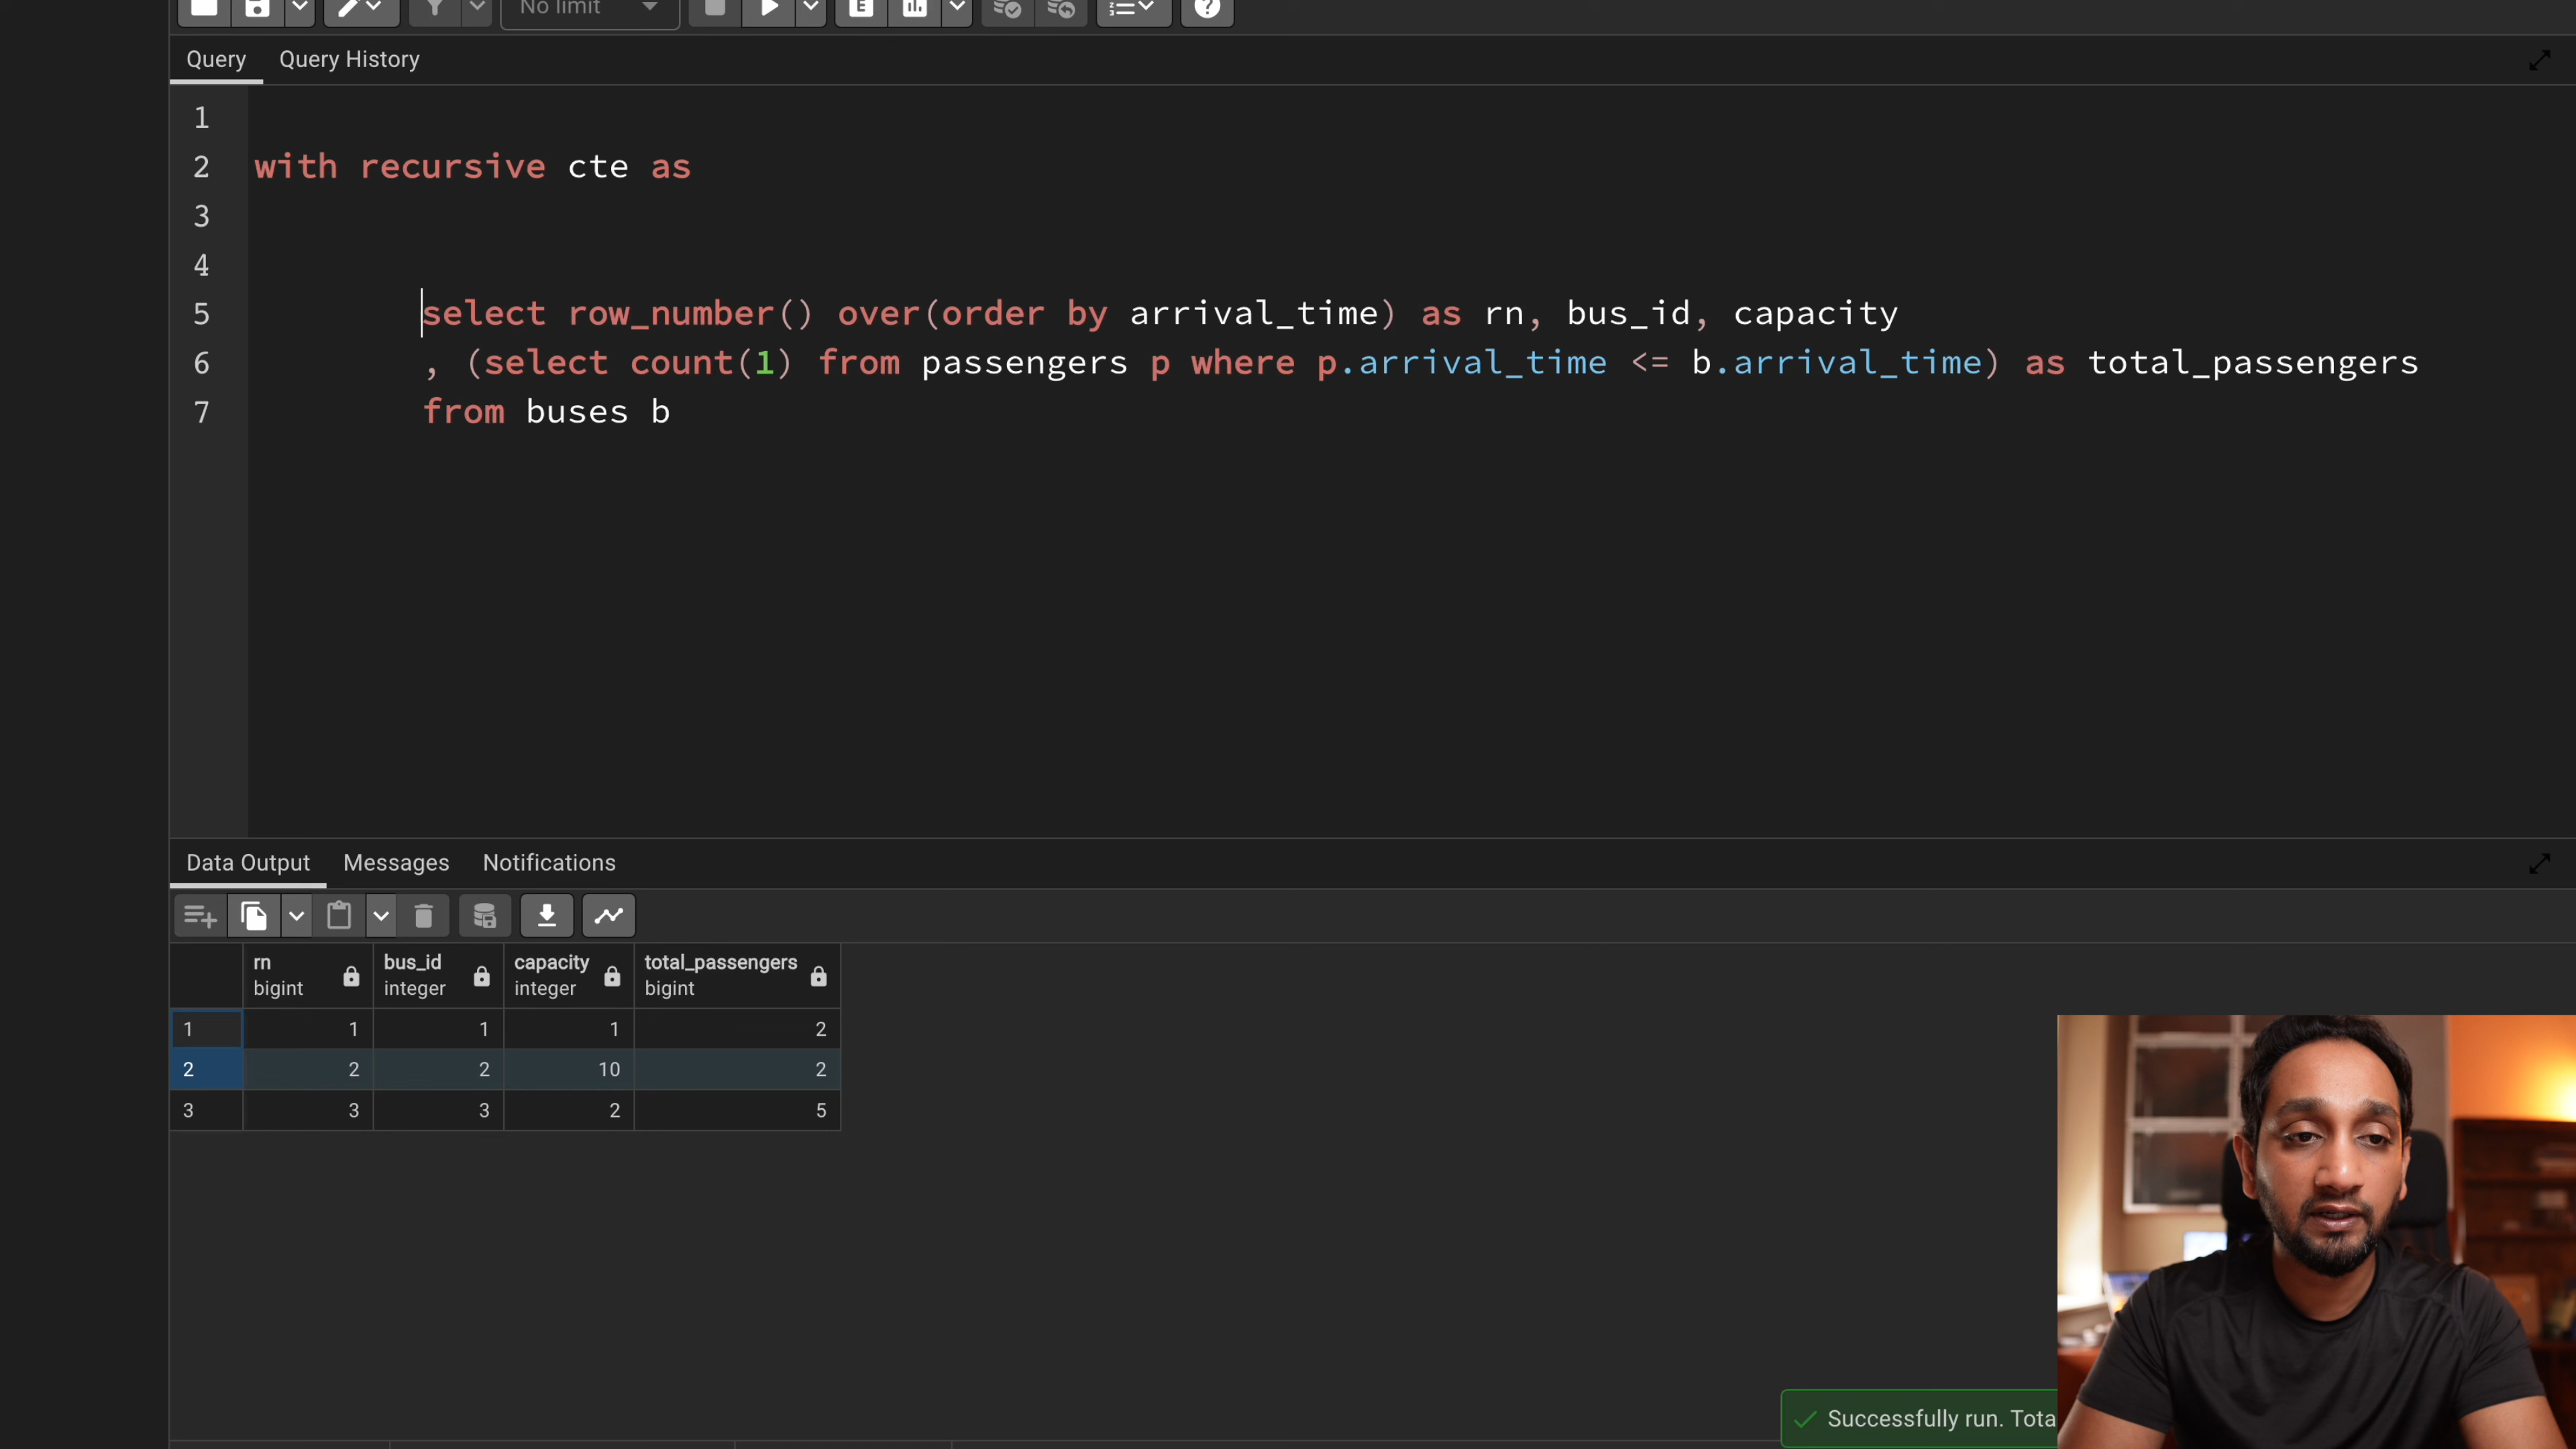 No limit
Query Query History
1
2 with recursive cte as
3
4
5 select row_number() over(order by arrival_time) as rn, bus_id, capacity
6 , (select count(1) from passengers p where p.arrival_time <= b.arrival_time) as total_passengers
7 from buses b
Data Output Messages Notifications
rn bus_id capacity total_passengers
bigint integer integer bigint
1 1 1 1 2
2 2 2 10 2
3 3 3 2 5
Successfully run. Tota